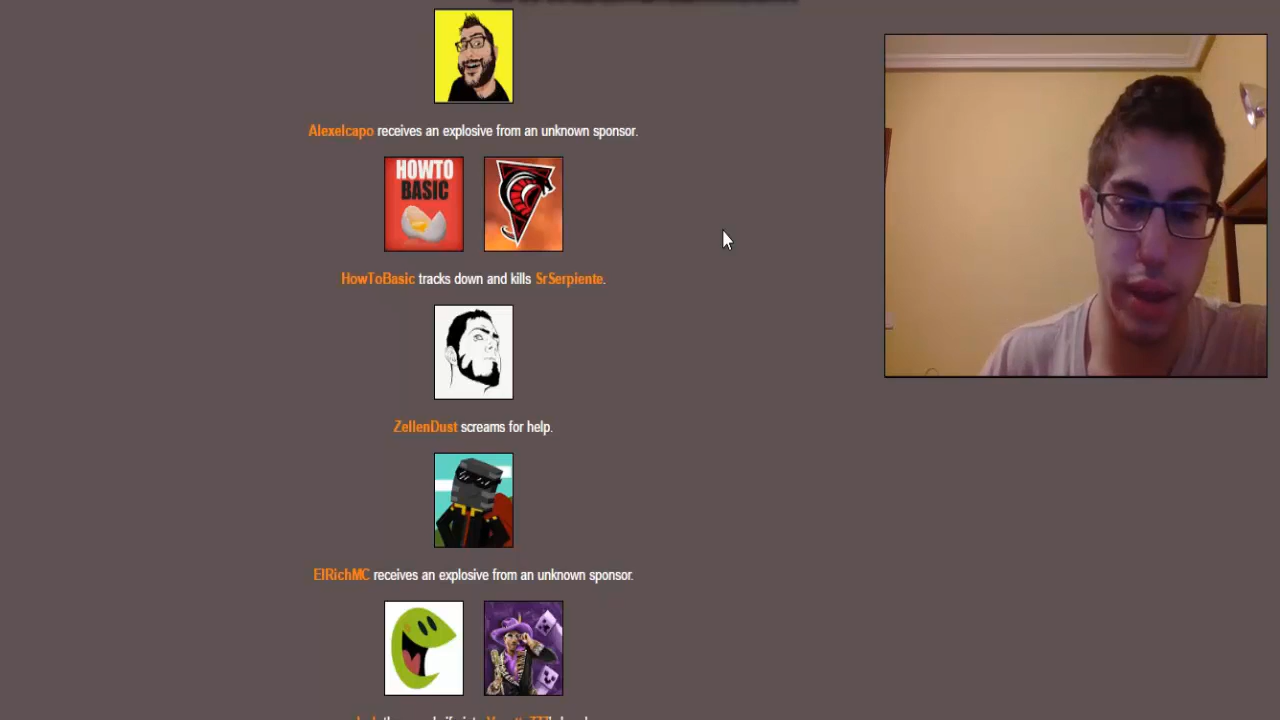 Alexelcapo receives an explosive from an unknown sponsor.
HOWTO
BASIC
HowToBasic tracks down and kills SrSerpiente.
ZellenDust screams for help.
ElRichMC receives an explosive from an unknown sponsor.